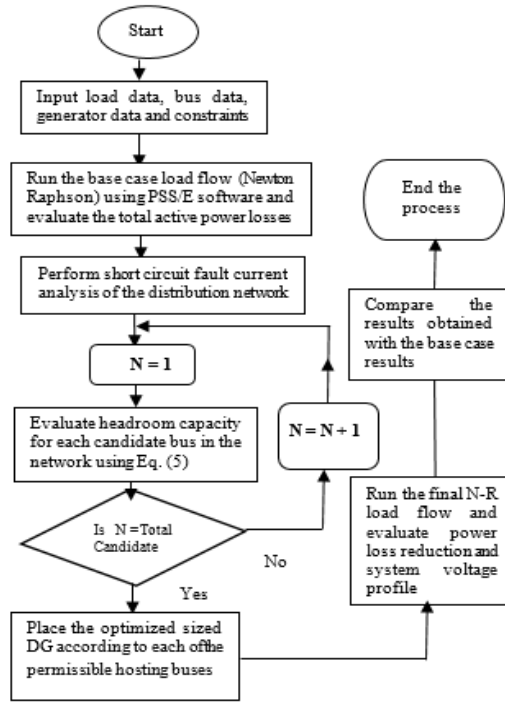 Start
Input load data, bus data,
generator data and constraints
Run the base case load flow (Newton
Raphson) using PSS/E software and
evaluate the total active power losses
Perform short circuit fault current
analysis of the distribution network
N = 1
Evaluate headroom capacity
for each candidate bus in the
network using Eq. (5)
Is N =Total
Candidate
No
N = N + 1
Yes
Place the optimized sized
DG according to each of the
permissible hosting buses
Run the final N-R
load flow and
evaluate power
loss reduction and
system voltage
profile
Compare the
results obtained
with the base case
results
End the
process